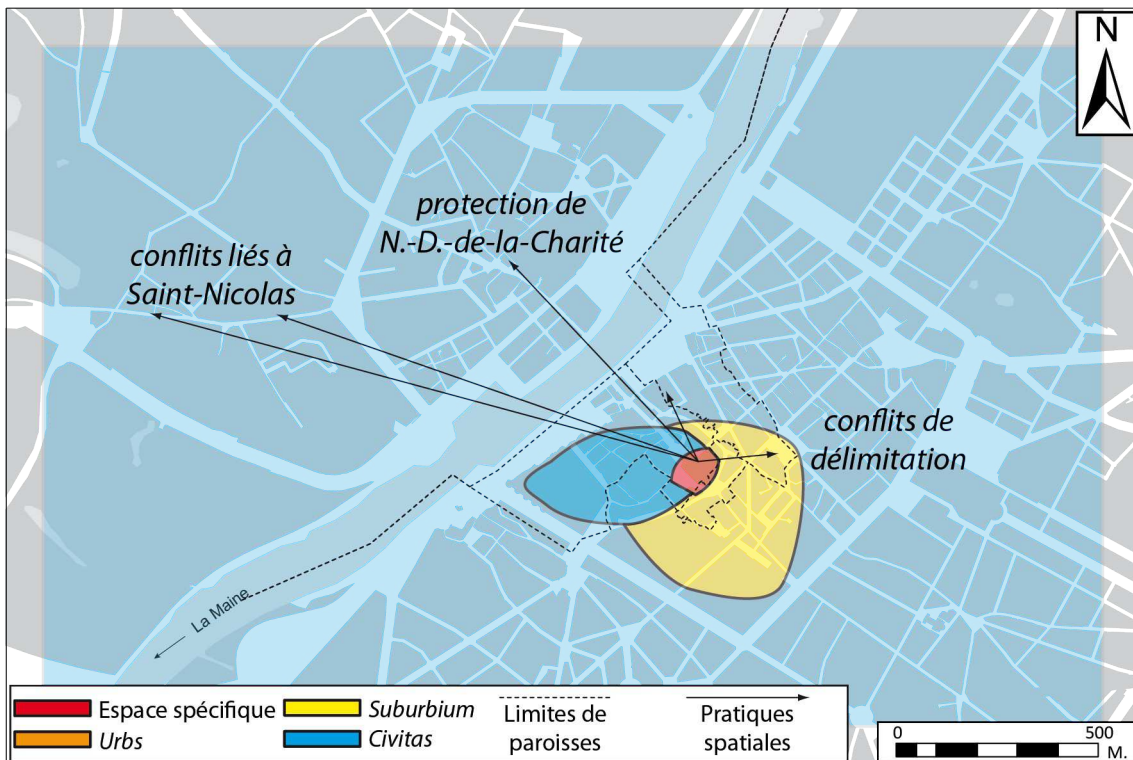 N
protection de
N.-D.-de-la-Charité
conflits liés à
Saint-Nicolas
conflits de
délimitation
La Maine
Espace spécifique
Urbs
Suburbium
Civitas
Limites de
paroisses
Pratiques
spatiales
0 500
M.